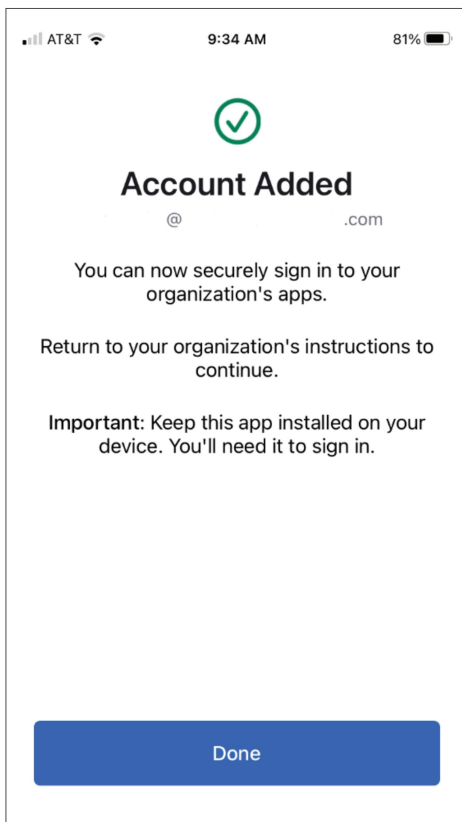 AT&T 9:34 AM 81%
Account Added
@ .com
You can now securely sign in to your
organization's apps.
Return to your organization's instructions to
continue.
Important: Keep this app installed on your
device. You'll need it to sign in.
Done